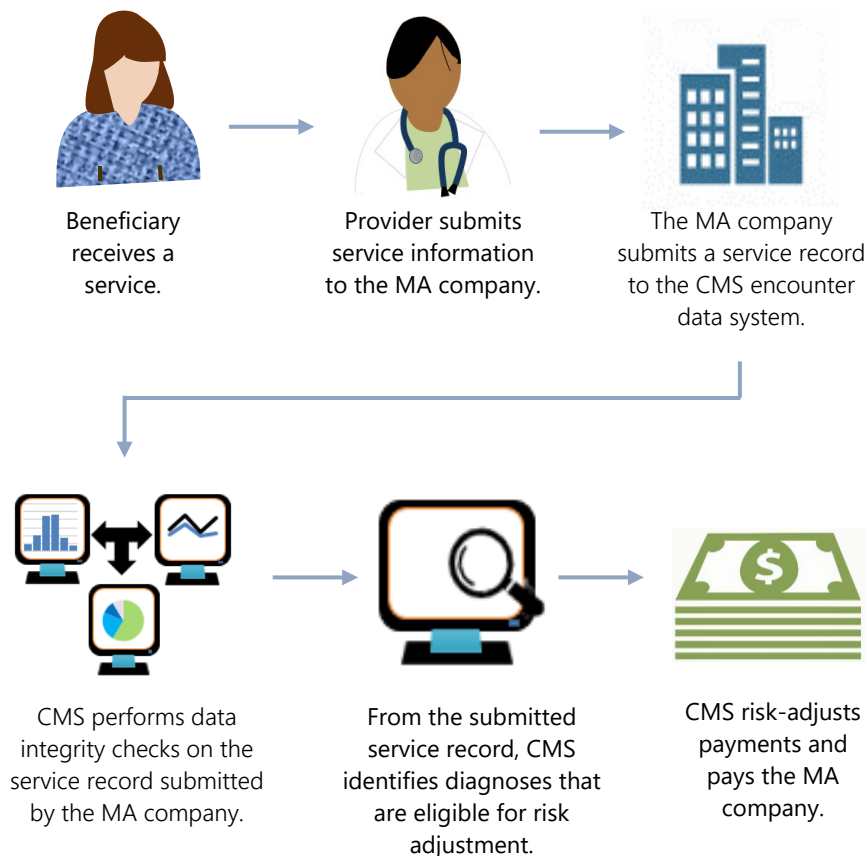 Beneficiary
receives a
service.
Provider submits
service information
to the MA company.
The MA company
submits a service record
to the CMS encounter
data system.
CMS performs data
integrity checks on the
service record submitted
by the MA company.
From the submitted
service record, CMS
identifies diagnoses that
are eligible for risk
adjustment.
$
CMS risk-adjusts
payments and
pays the MA
company.